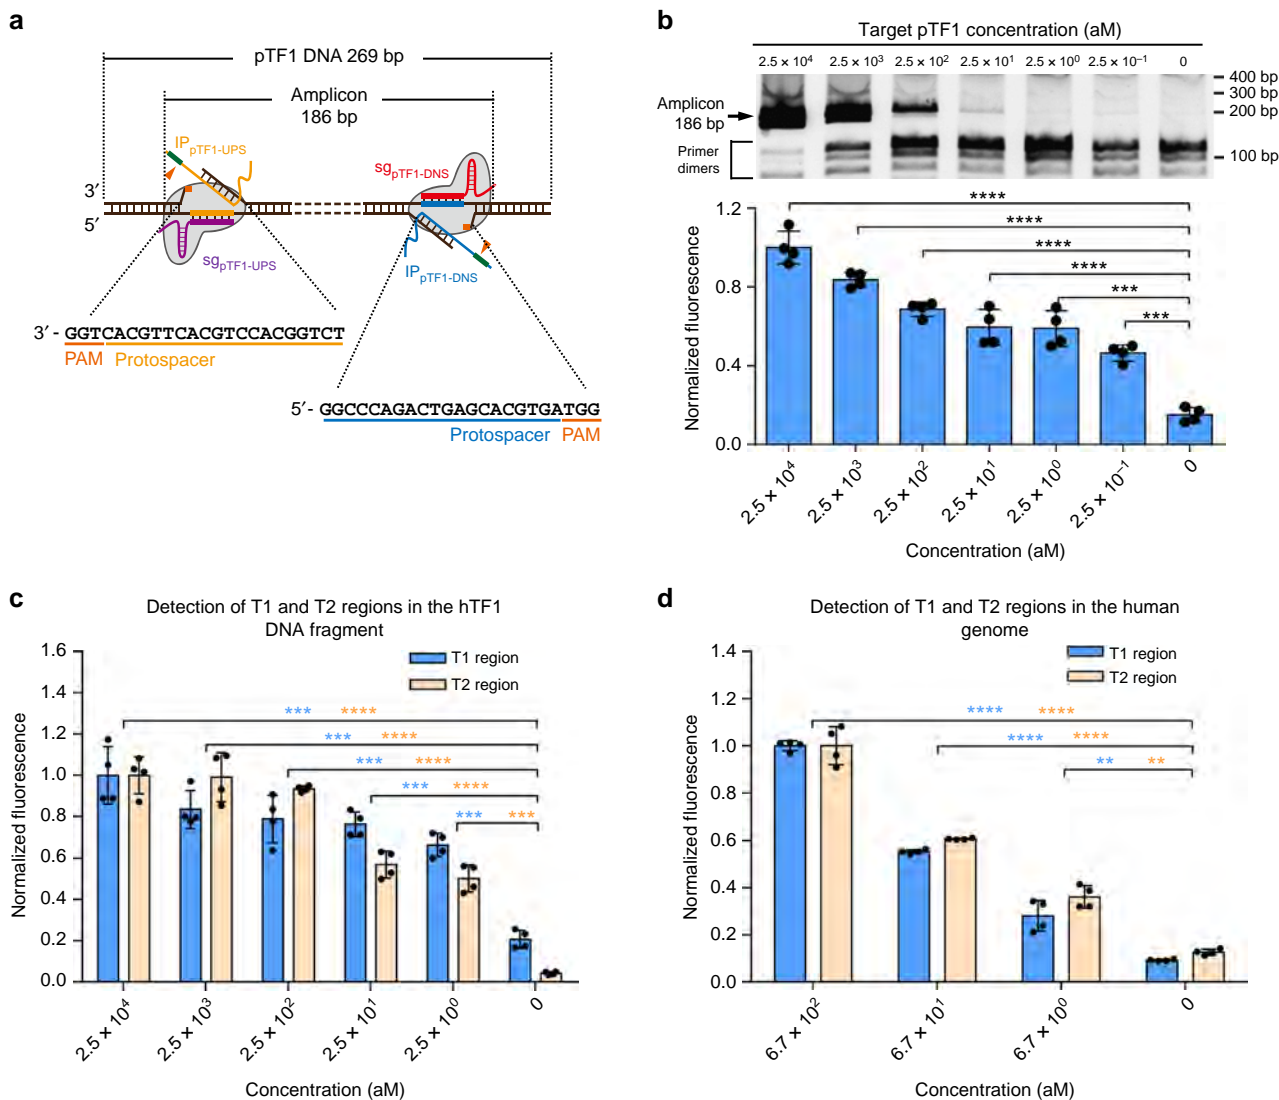 a
pTF1 DNA 269 bp
Amplicon
186 bp
IPpTF1-UPS
sgpTF1-DNS
3′
5′
sgpTF1-UPS
IPpTF1-DNS
3′ - GGTCACGTTCACGTCCACGGTCT
PAM Protospacer
5′- GGCCCAGACTGAGCACGTGATGG
Protospacer PAM
b
Target pTF1 concentration (aM)
2.5 × 10⁴ 2.5 × 10³ 2.5 × 10² 2.5 × 10¹ 2.5 × 10⁰ 2.5 × 10⁻¹ 0
400 bp
300 bp
200 bp
100 bp
Amplicon
186 bp
Primer
dimers
Normalized fluorescence
1.2
0.8
0.4
0.0
****
****
****
****
***
***
2.5 × 10⁴ 2.5 × 10³ 2.5 × 10² 2.5 × 10¹ 2.5 × 10⁰ 2.5 × 10⁻¹ 0
Concentration (aM)
c
Detection of T1 and T2 regions in the hTF1
DNA fragment
T1 region
T2 region
Normalized fluorescence
1.6
1.4
1.2
1.0
0.8
0.6
0.4
0.2
0.0
*** ****
*** ****
*** ****
*** ****
*** ***
2.5 × 10⁴ 2.5 × 10³ 2.5 × 10² 2.5 × 10¹ 2.5 × 10⁰ 0
Concentration (aM)
d
Detection of T1 and T2 regions in the human
genome
T1 region
T2 region
Normalized fluorescence
1.4
1.2
1.0
0.8
0.6
0.4
0.2
0.0
**** ****
**** ****
** **
6.7 × 10² 6.7 × 10¹ 6.7 × 10⁰ 0
Concentration (aM)